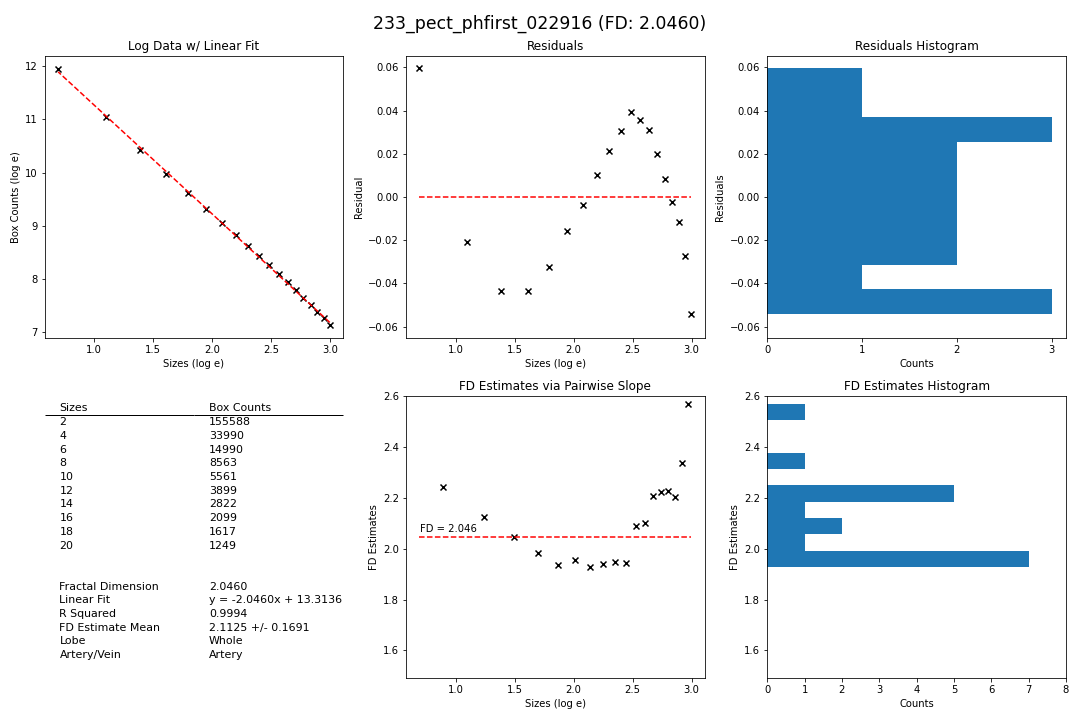 233_pect_phfirst_022916 (FD: 2.0460)
Log Data w/ Linear Fit
12
11
10
9
8
7
Box Counts (log e)
1.0 1.5 2.0 2.5 3.0
Sizes (log e)
Residuals
0.06
0.04
0.02
0.00
−0.02
−0.04
−0.06
Residual
1.0 1.5 2.0 2.5 3.0
Sizes (log e)
Residuals Histogram
0.06
0.04
0.02
0.00
−0.02
−0.04
−0.06
Residuals
0 1 2 3
Counts
Sizes Box Counts
2 155588
4 33990
6 14990
8 8563
10 5561
12 3899
14 2822
16 2099
18 1617
20 1249
Fractal Dimension 2.0460
Linear Fit y = -2.0460x + 13.3136
R Squared 0.9994
FD Estimate Mean 2.1125 +/- 0.1691
Lobe Whole
Artery/Vein Artery
FD Estimates via Pairwise Slope
2.6
2.4
2.2
2.0
1.8
1.6
FD Estimates
FD = 2.046
1.0 1.5 2.0 2.5 3.0
Sizes (log e)
FD Estimates Histogram
2.6
2.4
2.2
2.0
1.8
1.6
FD Estimates
0 1 2 3 4 5 6 7 8
Counts